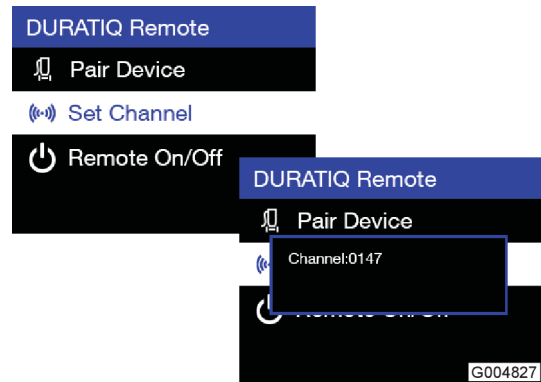 DURATIQ Remote
Pair Device
Set Channel
Remote On/Off
DURATIQ Remote
Pair Device
Channel:0147
G004827